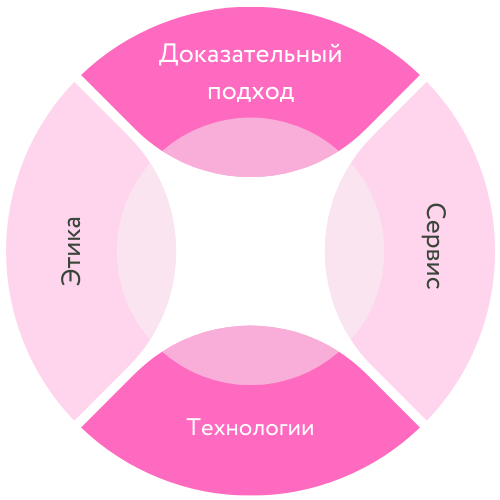 Доказательный
подход
Этика
Сервис
Технологии